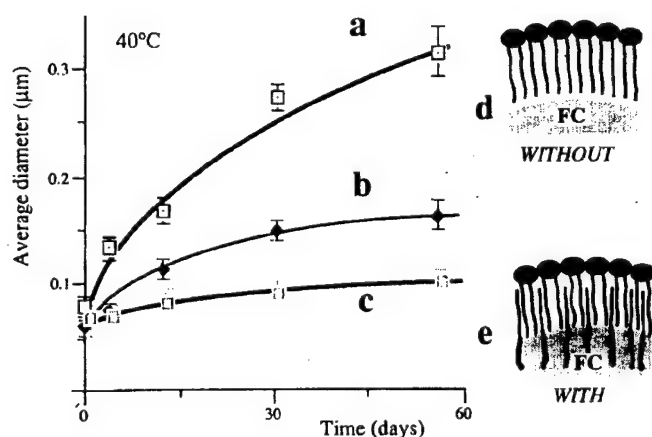 40°C
a
b
c
0.3
0.2
0.1
0
30
60
Average diameter (µm)
Time (days)
d
FC
WITHOUT
e
FC
WITH